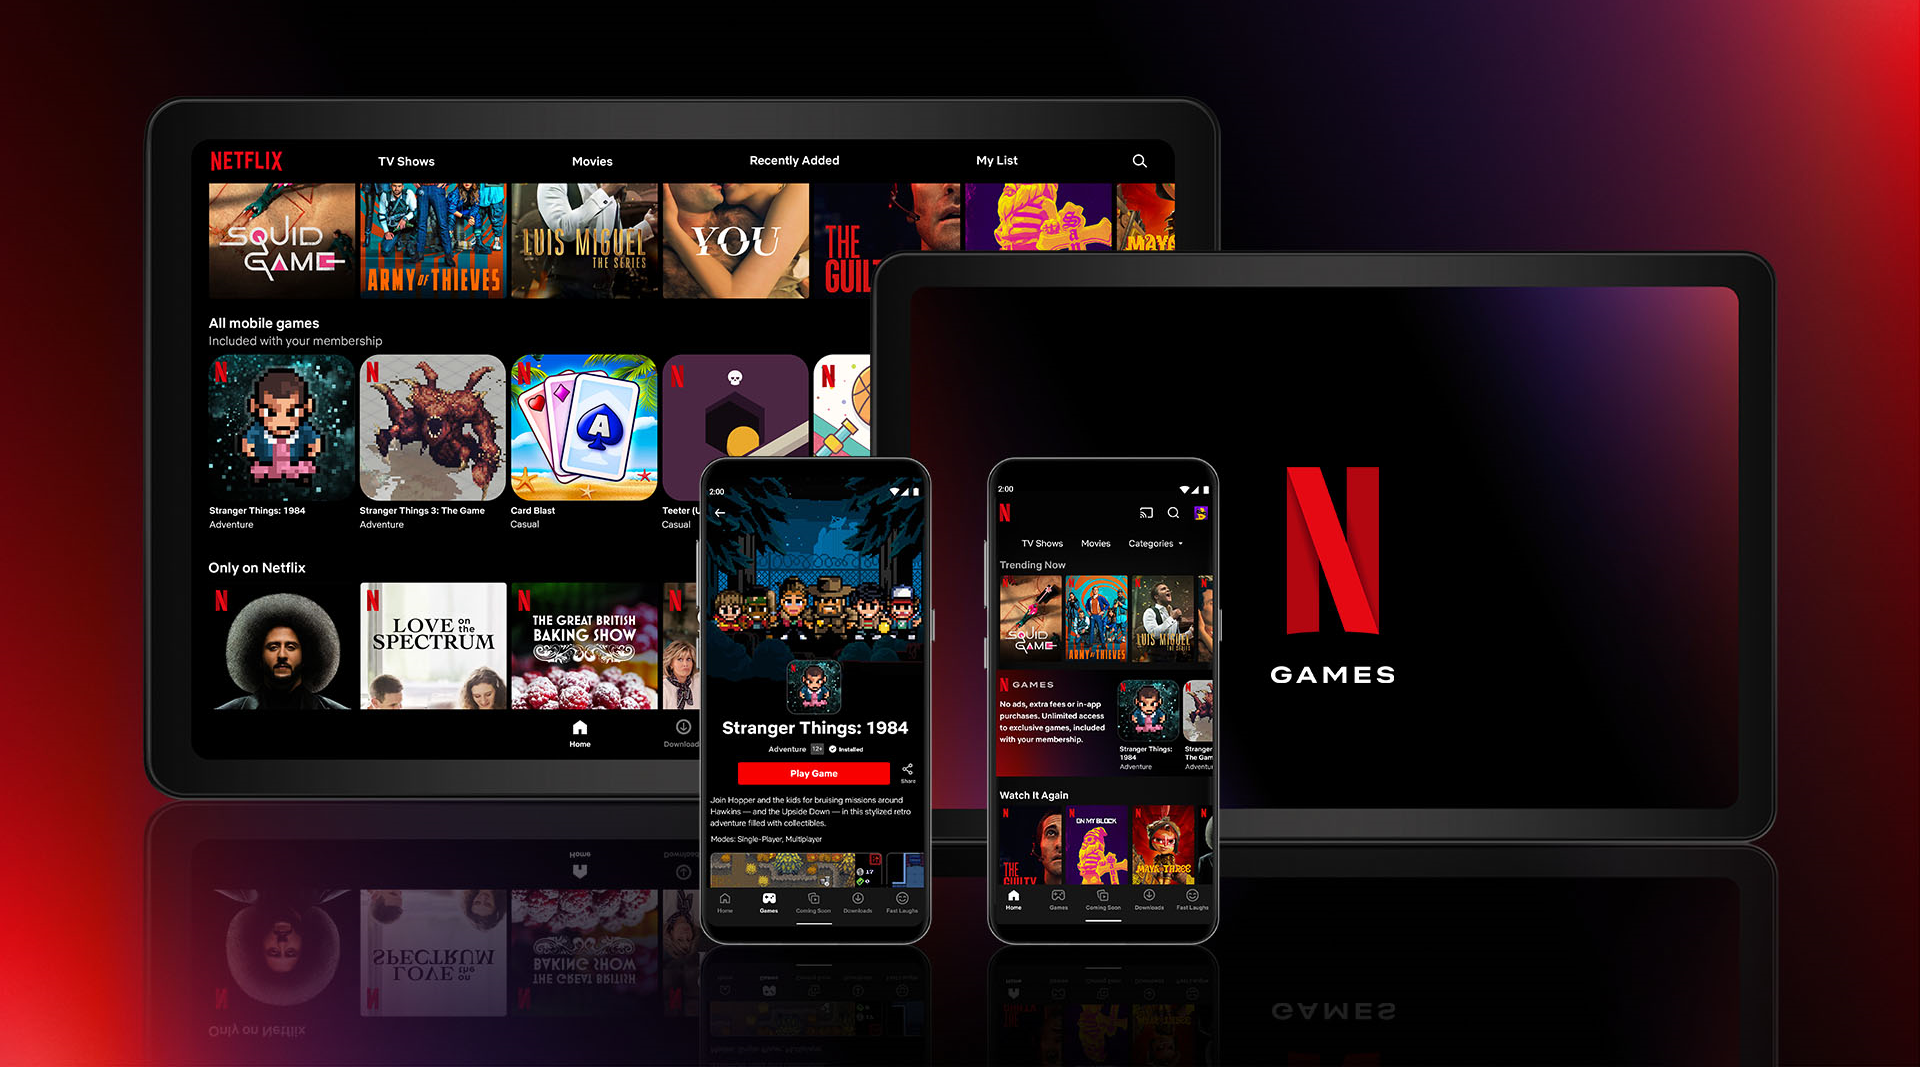 NETFLIX
TV Shows
Movies
Recently Added
My List
SQUID
GAME
ARMY OF THIEVES
LUIS MIGUEL
THE SERIES
YOU
THE
GUIL
MAYA
All mobile games
Included with your membership
N
N
A
N
N
N
Stranger Things: 1984
Adventure
Stranger Things 3: The Game
Adventure
Card Blast
Casual
Teeter (U
Casual
Only on Netflix
N
N
LOVE on the
SPECTRUM
N
THE GREAT BRITISH
BAKING SHOW
N
Home
Download
2:00
Stranger Things: 1984
Adventure 12+ Installed
Play Game
Share
Join Hopper and the kids for bruising missions around
Hawkins — and the Upside Down — in this stylized retro
adventure filled with collectibles.
Modes: Single-Player, Multiplayer
17
0
Home
Games
Coming Soon
Downloads
Fast Laughs
2:00
N
TV Shows
Movies
Categories
Trending Now
SQUID
GAME
ARMY OF THIEVES
LUIS MIGUEL
THE SERIES
N GAMES
No ads, extra fees or in-app
purchases. Unlimited access
to exclusive games, included
with your membership.
Stranger Things:
1984
Adventure
Stranger
The Gam
Adventu
Watch It Again
THE
GUILTY
ON MY BLOCK
MAYA THREE
Home
Games
Coming Soon
Downloads
Fast Laughs
N
GAMES